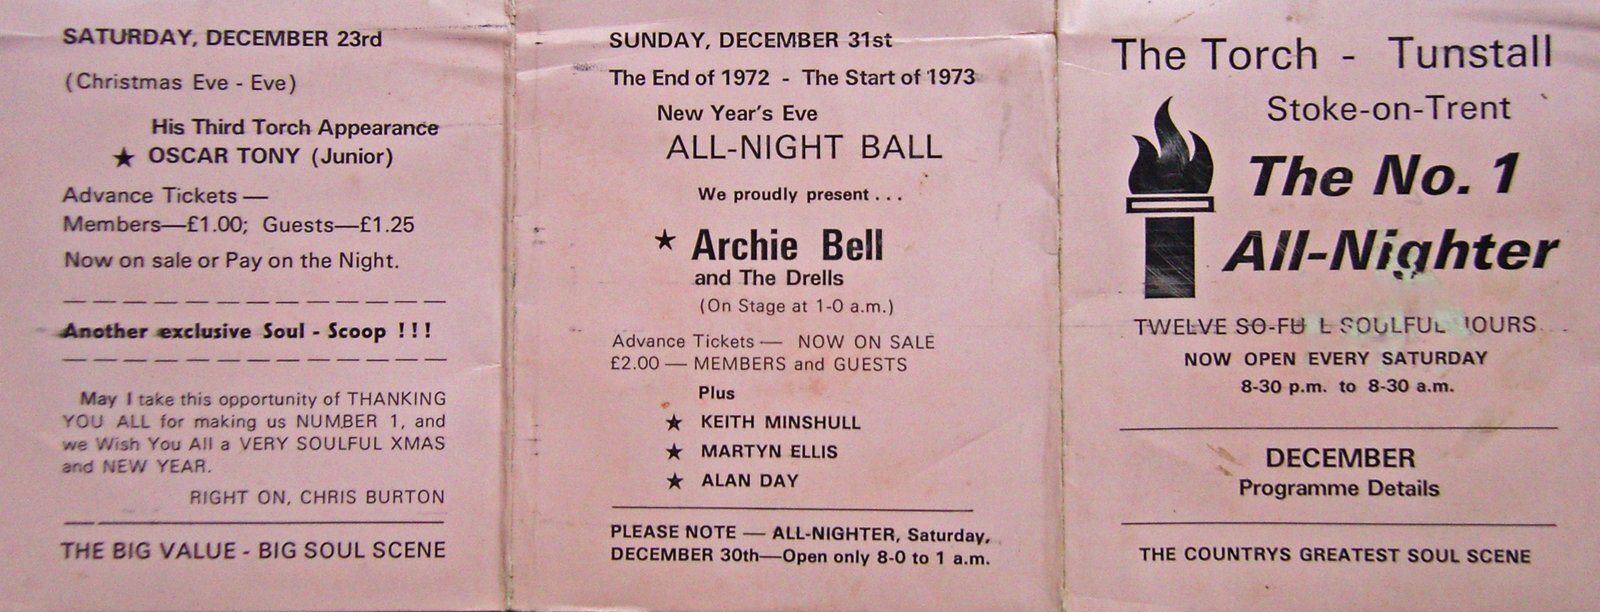 SATURDAY, DECEMBER 23rd
(Christmas Eve - Eve)
His Third Torch Appearance
★ OSCAR TONY (Junior)
Advance Tickets —
Members—£1.00; Guests—£1.25
Now on sale or Pay on the Night.
Another exclusive Soul - Scoop !!!
May I take this opportunity of THANKING
YOU ALL for making us NUMBER 1, and
we Wish You All a VERY SOULFUL XMAS
and NEW YEAR.
RIGHT ON, CHRIS BURTON
THE BIG VALUE - BIG SOUL SCENE
SUNDAY, DECEMBER 31st
The End of 1972 - The Start of 1973
New Year's Eve
ALL-NIGHT BALL
We proudly present . . .
★ Archie Bell
and The Drells
(On Stage at 1-0 a.m.)
Advance Tickets — NOW ON SALE
£2.00 — MEMBERS and GUESTS
Plus
★ KEITH MINSHULL
★ MARTYN ELLIS
★ ALAN DAY
PLEASE NOTE — ALL-NIGHTER, Saturday,
DECEMBER 30th—Open only 8-0 to 1 a.m.
The Torch - Tunstall
Stoke-on-Trent
The No. 1
All-Nighter
TWELVE SO-FU L SOULFUL HOURS . . .
NOW OPEN EVERY SATURDAY
8-30 p.m. to 8-30 a.m.
DECEMBER
Programme Details
THE COUNTRYS GREATEST SOUL SCENE